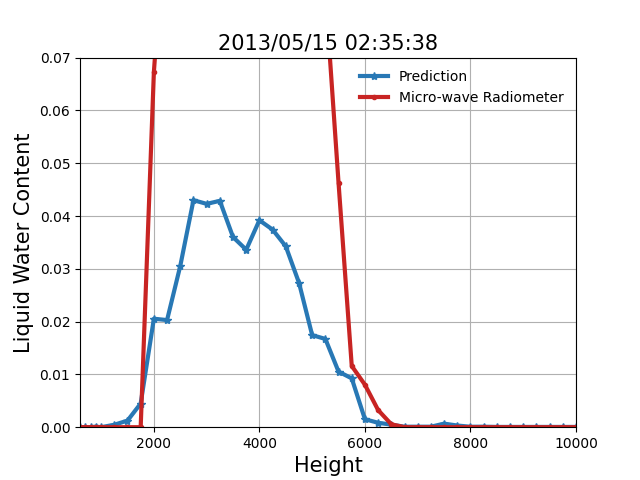 2013/05/15 02:35:38
Prediction
Micro-wave Radiometer
Liquid Water Content
0.07
0.06
0.05
0.04
0.03
0.02
0.01
0.00
2000 4000 6000 8000 10000
Height